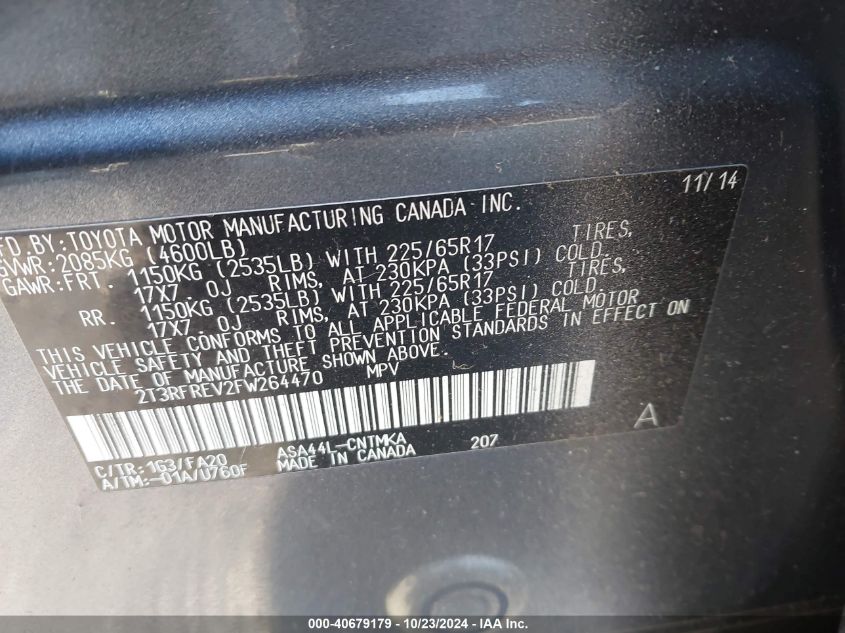 11/14
FD BY:TOYOTA MOTOR MANUFACTURING CANADA INC.
GVWR:2085KG (4600LB)
GAWR:FRT. 1150KG (2535LB) WITH 225/65R17 TIRES,
17X7.0J RIMS, AT 230KPA (33PSI) COLD.
RR. 1150KG (2535LB) WITH 225/65R17 TIRES,
17X7.0J RIMS, AT 230KPA (33PSI) COLD.
THIS VEHICLE CONFORMS TO ALL APPLICABLE FEDERAL MOTOR
VEHICLE SAFETY AND THEFT PREVENTION STANDARDS IN EFFECT ON
THE DATE OF MANUFACTURE SHOWN ABOVE.
2T3RFREV2FW264470 MPV
A
C/TR:1G3/FA20 ASA44L-CNTMKA 207
A/TM:-01A/U760F MADE IN CANADA
000-40679179 - 10/23/2024 - IAA Inc.